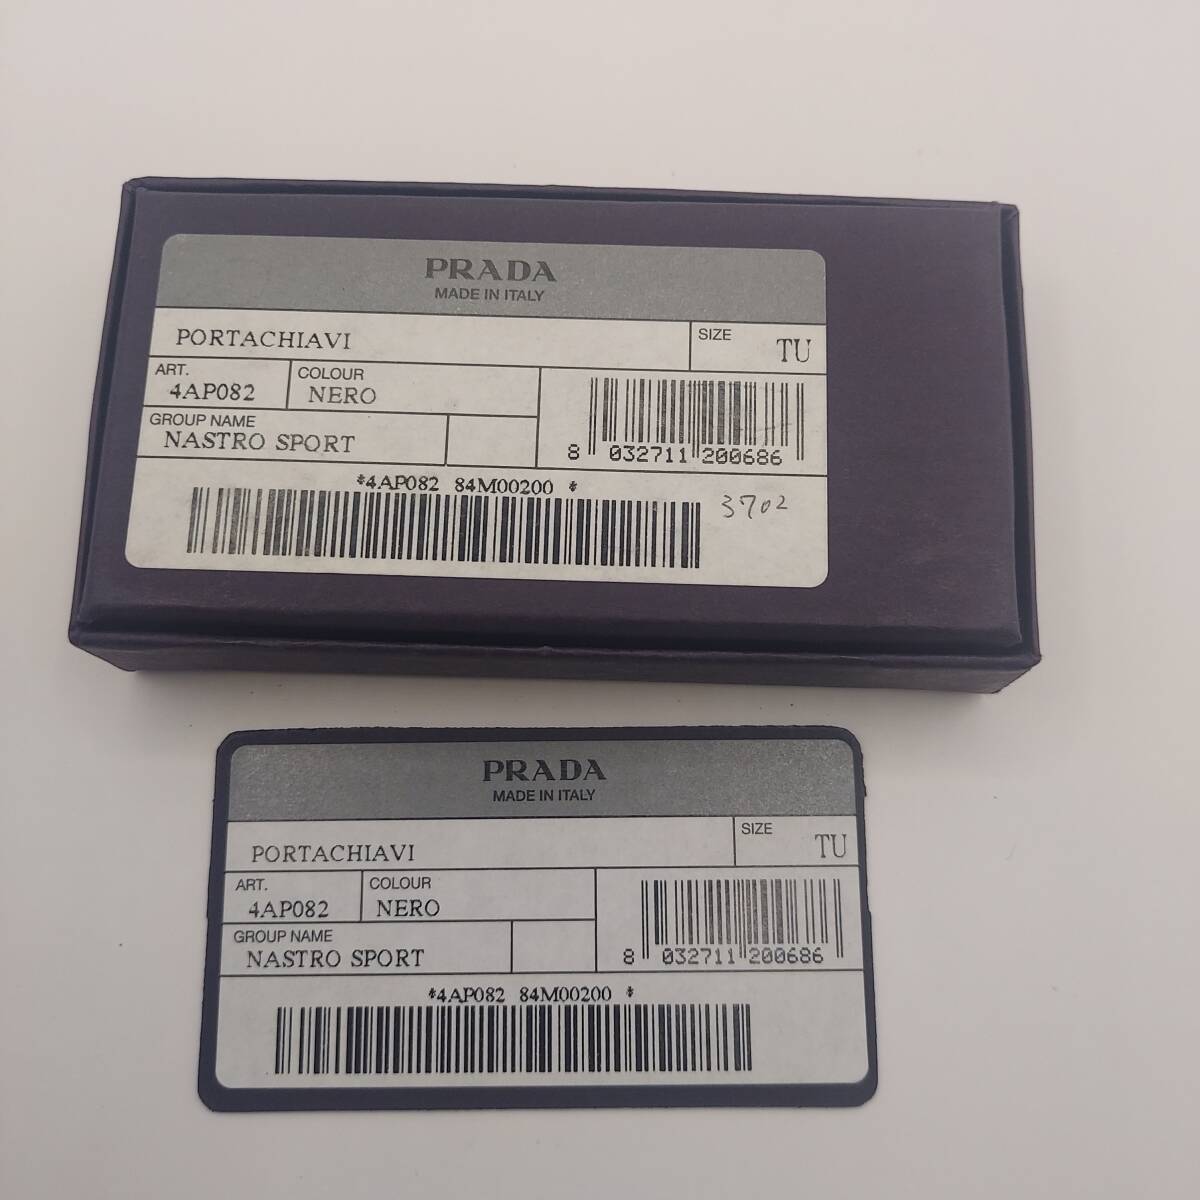 PRADA
MADE IN ITALY
PORTACHIAVI
SIZE
TU
ART.
4AP082
COLOUR
NERO
GROUP NAME
NASTRO SPORT
8 032711 200686
*4AP082 84M00200 *
3702
PRADA
MADE IN ITALY
PORTACHIAVI
SIZE
TU
ART.
4AP082
COLOUR
NERO
GROUP NAME
NASTRO SPORT
8 032711 200686
*4AP082 84M00200 *